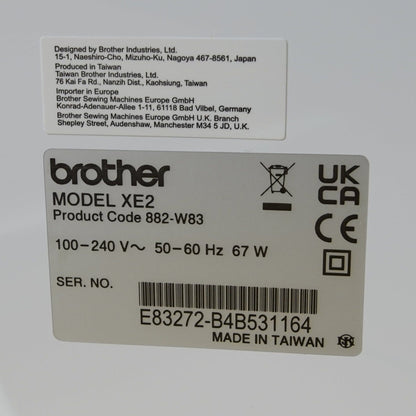 Designed by Brother Industries, Ltd.
15-1, Naeshiro-Cho, Mizuho-Ku, Nagoya 467-8561, Japan
Produced in Taiwan
Taiwan Brother Industries, Ltd.
76 Kai Fa Rd., Nanzih Dist., Kaohsiung, Taiwan
Importer in Europe
Brother Sewing Machines Europe GmbH
Konrad-Adenauer-Allee 1-11, 61118 Bad Vilbel, Germany
Brother Sewing Machines Europe GmbH U.K. Branch
Shepley Street, Audenshaw, Manchester M34 5 JD, U.K.
brother
MODEL XE2
Product Code 882-W83
UK
CA
CE
100-240 V～ 50-60 Hz 67 W
SER. NO.
E83272-B4B531164
MADE IN TAIWAN